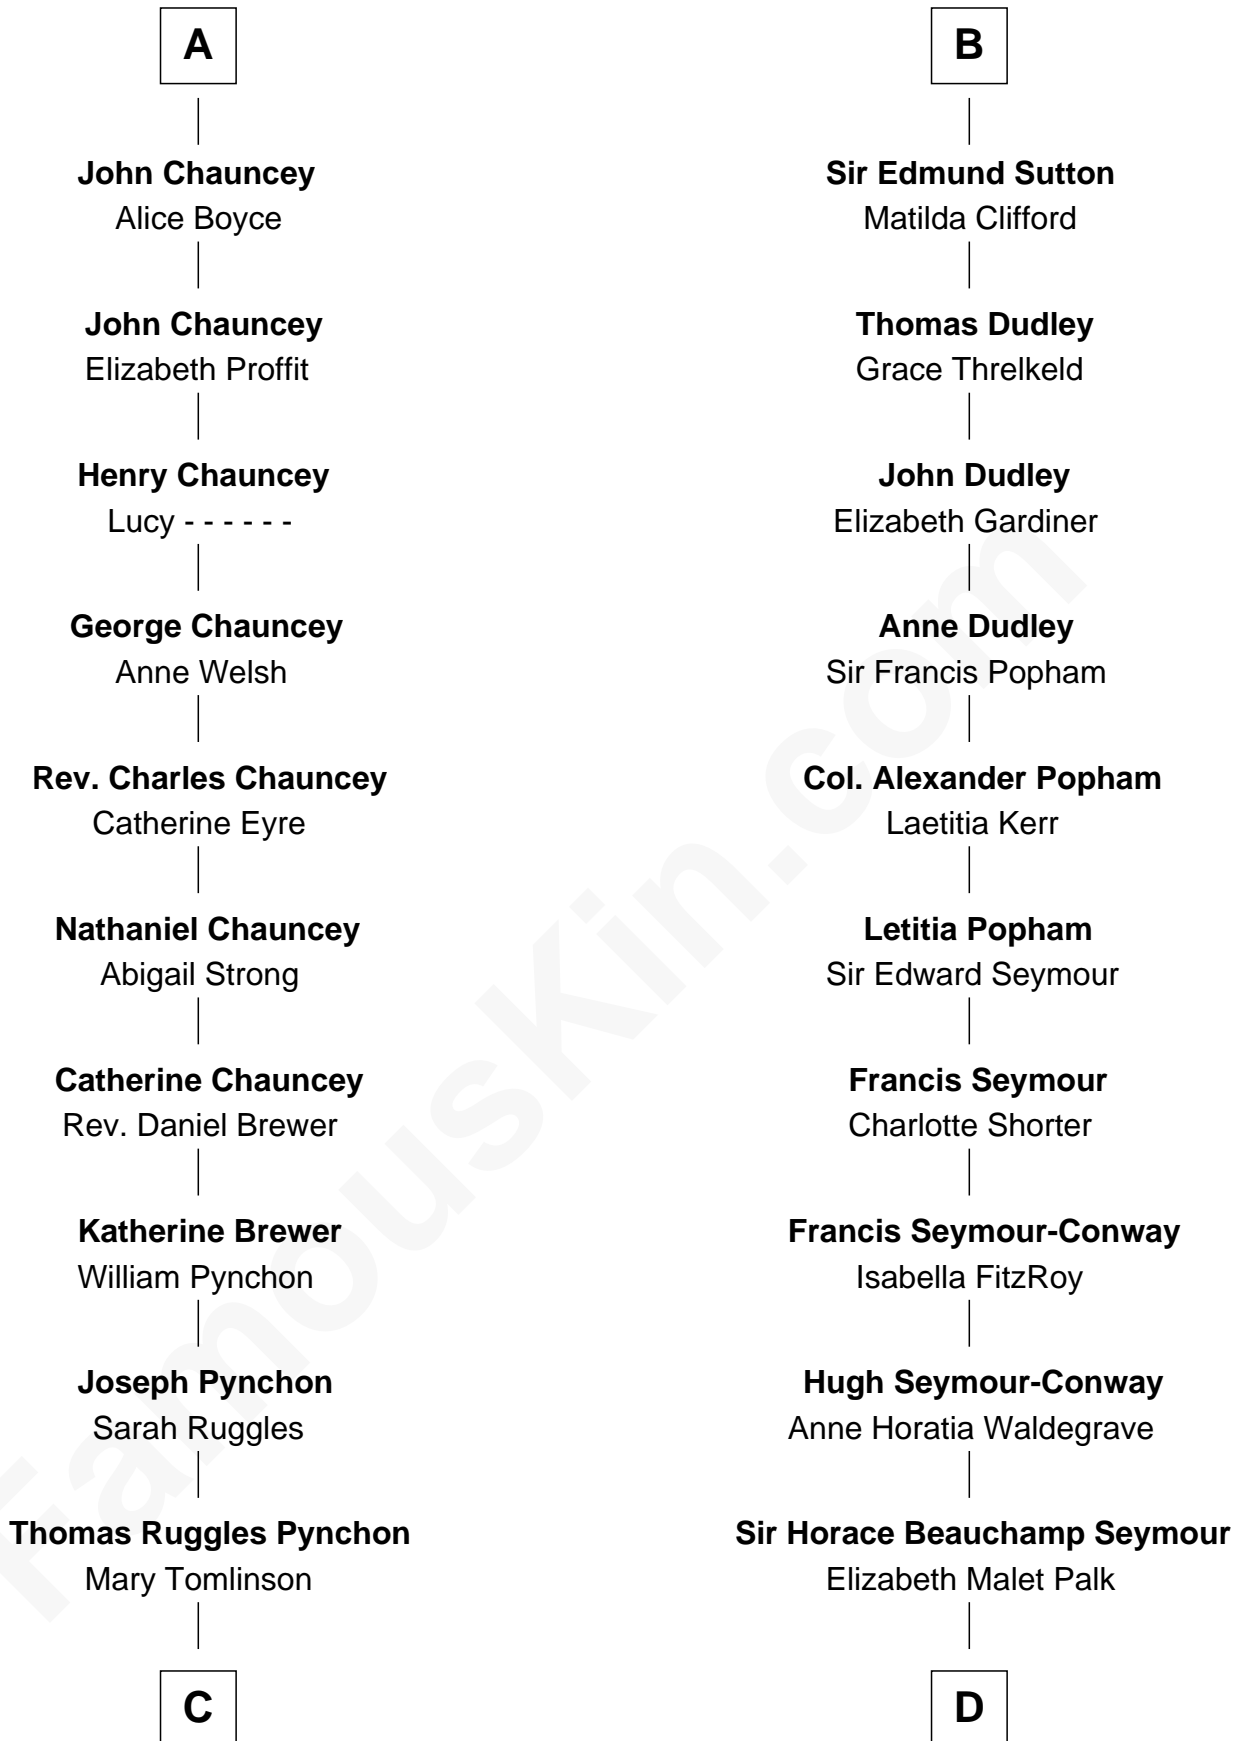 A
John Chauncey
Alice Boyce
John Chauncey
Elizabeth Proffit
Henry Chauncey
Lucy - - - - - -
George Chauncey
Anne Welsh
Rev. Charles Chauncey
Catherine Eyre
Nathaniel Chauncey
Abigail Strong
Catherine Chauncey
Rev. Daniel Brewer
Katherine Brewer
William Pynchon
Joseph Pynchon
Sarah Ruggles
Thomas Ruggles Pynchon
Mary Tomlinson
C
B
Sir Edmund Sutton
Matilda Clifford
Thomas Dudley
Grace Threlkeld
John Dudley
Elizabeth Gardiner
Anne Dudley
Sir Francis Popham
Col. Alexander Popham
Laetitia Kerr
Letitia Popham
Sir Edward Seymour
Francis Seymour
Charlotte Shorter
Francis Seymour-Conway
Isabella FitzRoy
Hugh Seymour-Conway
Anne Horatia Waldegrave
Sir Horace Beauchamp Seymour
Elizabeth Malet Palk
D
FamousKin.com